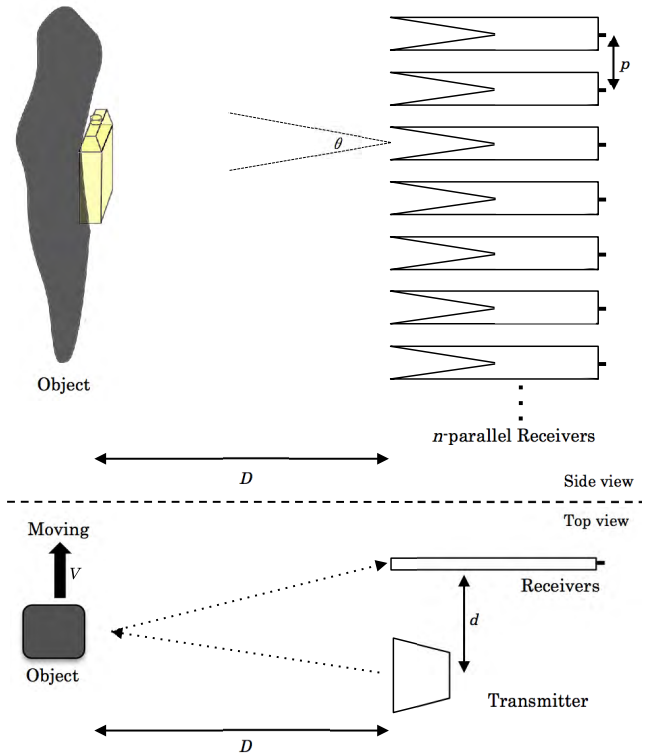 p
θ
Object
n-parallel Receivers
D
Side view
Top view
Moving
V
Receivers
d
Object
Transmitter
D